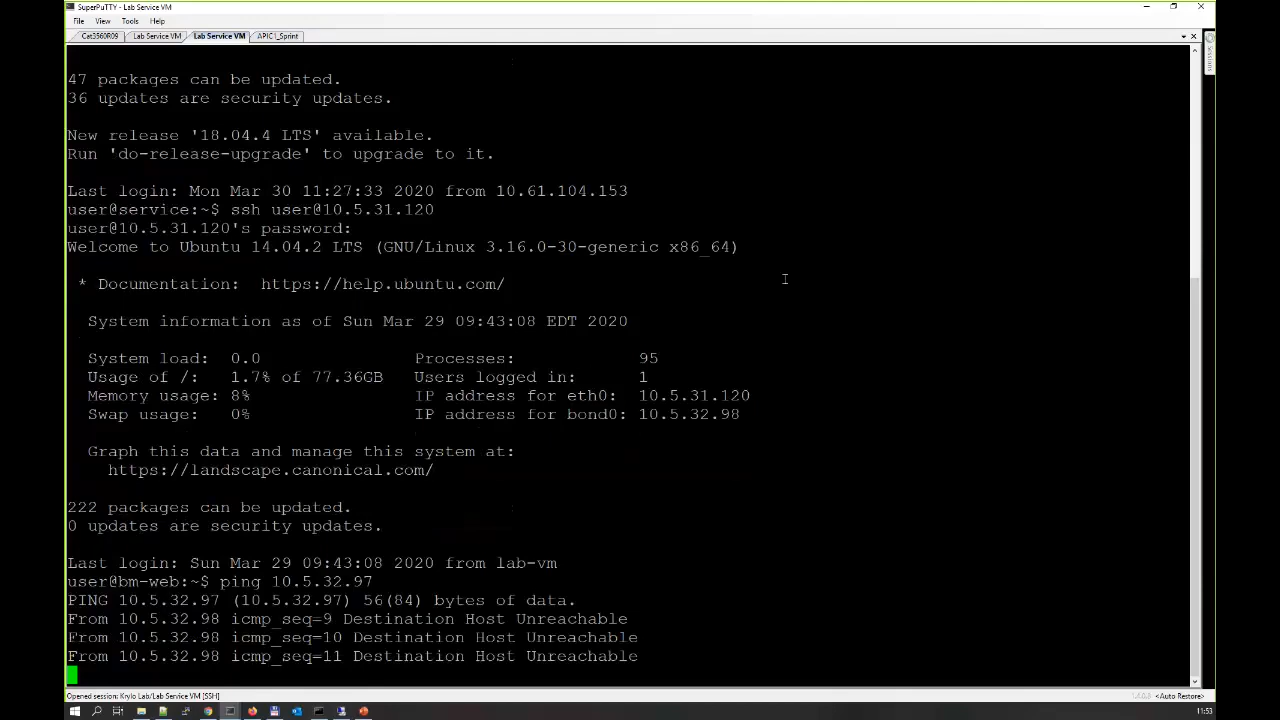 SuperPuTTY - Lab Service VM
File View Tools Help
Cat3560R09 Lab Service VM Lab Service VM APIC1_Sprint
47 packages can be updated.
36 updates are security updates.
New release '18.04.4 LTS' available.
Run 'do-release-upgrade' to upgrade to it.
Last login: Mon Mar 30 11:27:33 2020 from 10.61.104.153
user@service:~$ ssh user@10.5.31.120
user@10.5.31.120's password:
Welcome to Ubuntu 14.04.2 LTS (GNU/Linux 3.16.0-30-generic x86_64)
* Documentation: https://help.ubuntu.com/
System information as of Sun Mar 29 09:43:08 EDT 2020
System load: 0.0 Processes: 95
Usage of /: 1.7% of 77.36GB Users logged in: 1
Memory usage: 8% IP address for eth0: 10.5.31.120
Swap usage: 0% IP address for bond0: 10.5.32.98
Graph this data and manage this system at:
https://landscape.canonical.com/
222 packages can be updated.
0 updates are security updates.
Last login: Sun Mar 29 09:43:08 2020 from lab-vm
user@bm-web:~$ ping 10.5.32.97
PING 10.5.32.97 (10.5.32.97) 56(84) bytes of data.
From 10.5.32.98 icmp_seq=9 Destination Host Unreachable
From 10.5.32.98 icmp_seq=10 Destination Host Unreachable
From 10.5.32.98 icmp_seq=11 Destination Host Unreachable
Opened session: Krylo Lab/Lab Service VM [SSH] <Auto Restore>
11:53